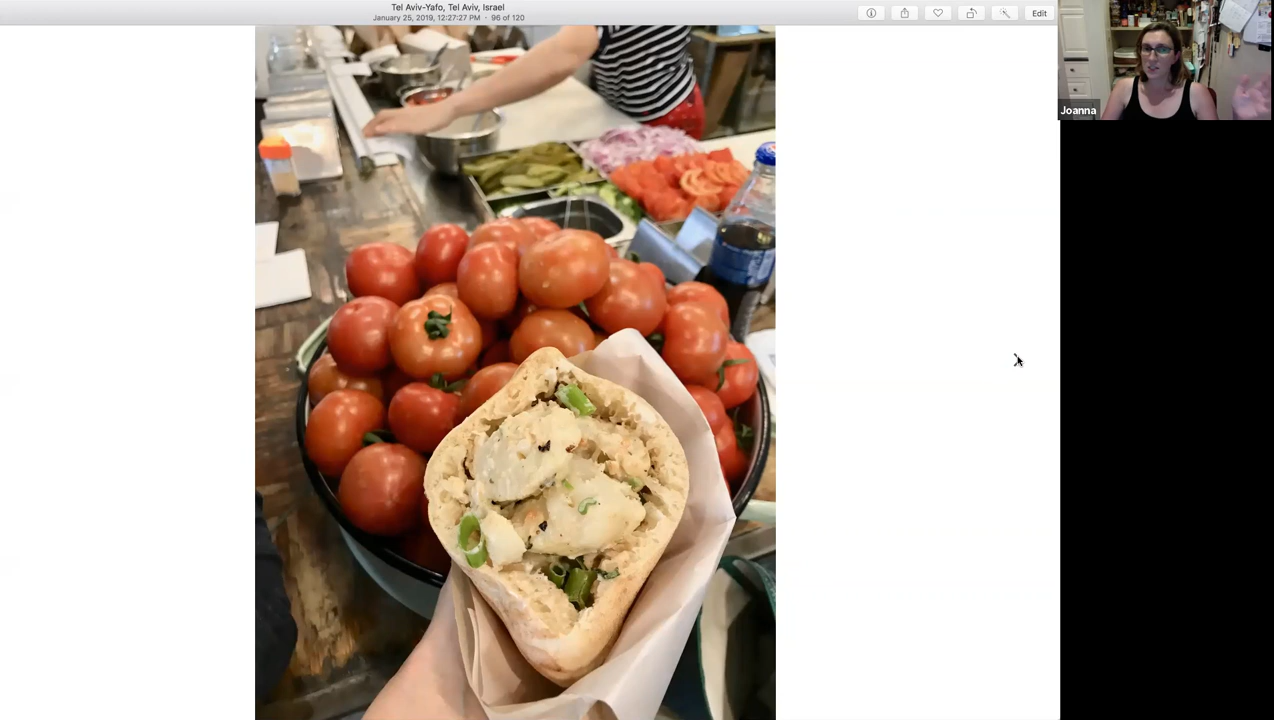 Tel Aviv-Yafo, Tel Aviv, Israel
January 25, 2019, 12:27:27 PM • 96 of 120
Edit
Joanna